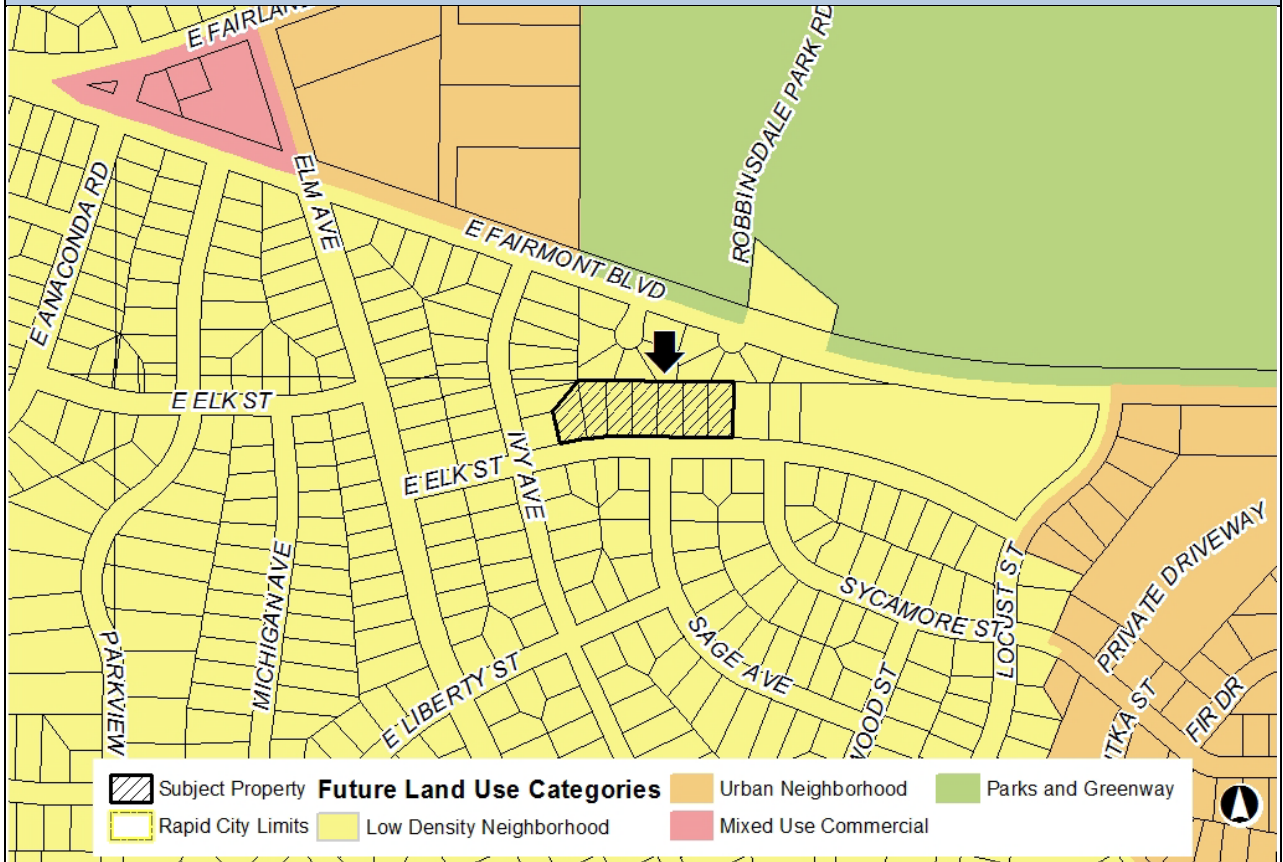 E FAIRLAN
ROBBINSDALE PARK RD
E ANACONDA RD
ELM AVE
E FAIRMONT BLVD
E ELK ST
IVY AVE
E ELK ST
MICHIGAN AVE
PARKVIEW
E LIBERTY ST
SAGE AVE
SYCAMORE ST
LOCUST ST
WOOD ST
PRIVATE DRIVEWAY
TKA ST
FIR DR
Subject Property Future Land Use Categories Urban Neighborhood Parks and Greenway
Rapid City Limits Low Density Neighborhood Mixed Use Commercial